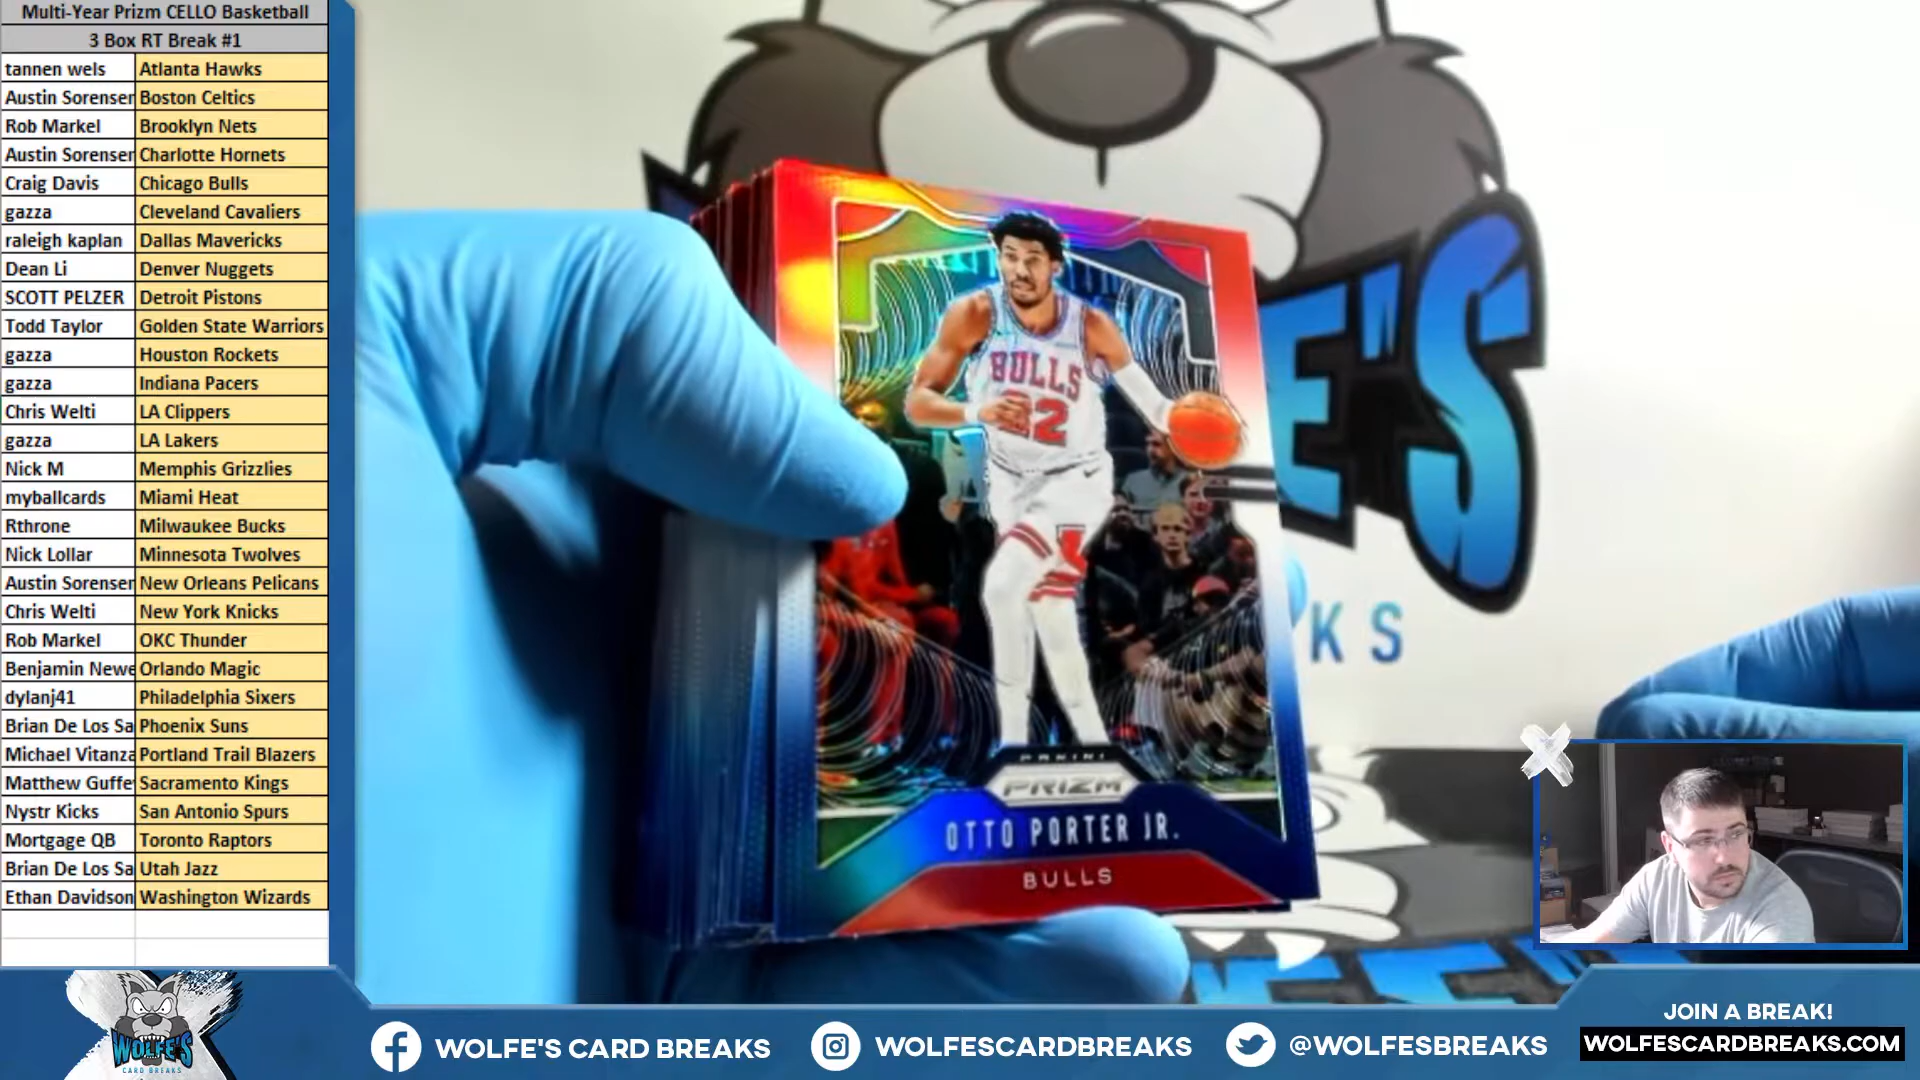 Multi-Year Prizm CELLO Basketball
3 Box RT Break #1
tannen wels Atlanta Hawks
Austin Sorensen Boston Celtics
Rob Markel Brooklyn Nets
Austin Sorensen Charlotte Hornets
Craig Davis Chicago Bulls
gazza Cleveland Cavaliers
raleigh kaplan Dallas Mavericks
Dean Li Denver Nuggets
SCOTT PELZER Detroit Pistons
Todd Taylor Golden State Warriors
gazza Houston Rockets
gazza Indiana Pacers
Chris Welti LA Clippers
gazza LA Lakers
Nick M Memphis Grizzlies
myballcards Miami Heat
Rthrone Milwaukee Bucks
Nick Lollar Minnesota Twolves
Austin Sorensen New Orleans Pelicans
Chris Welti New York Knicks
Rob Markel OKC Thunder
Benjamin Newe Orlando Magic
dylanj41 Philadelphia Sixers
Brian De Los Sa Phoenix Suns
Michael Vitanza Portland Trail Blazers
Matthew Guffe Sacramento Kings
Nystr Kicks San Antonio Spurs
Mortgage QB Toronto Raptors
Brian De Los Sa Utah Jazz
Ethan Davidson Washington Wizards
BULLS
22
PANINI
PRIZM
OTTO PORTER JR.
BULLS
E'S
KS
WOLFE'S
CARD BREAKS
WOLFE'S CARD BREAKS
WOLFESCARDBREAKS
@WOLFESBREAKS
JOIN A BREAK!
WOLFESCARDBREAKS.COM